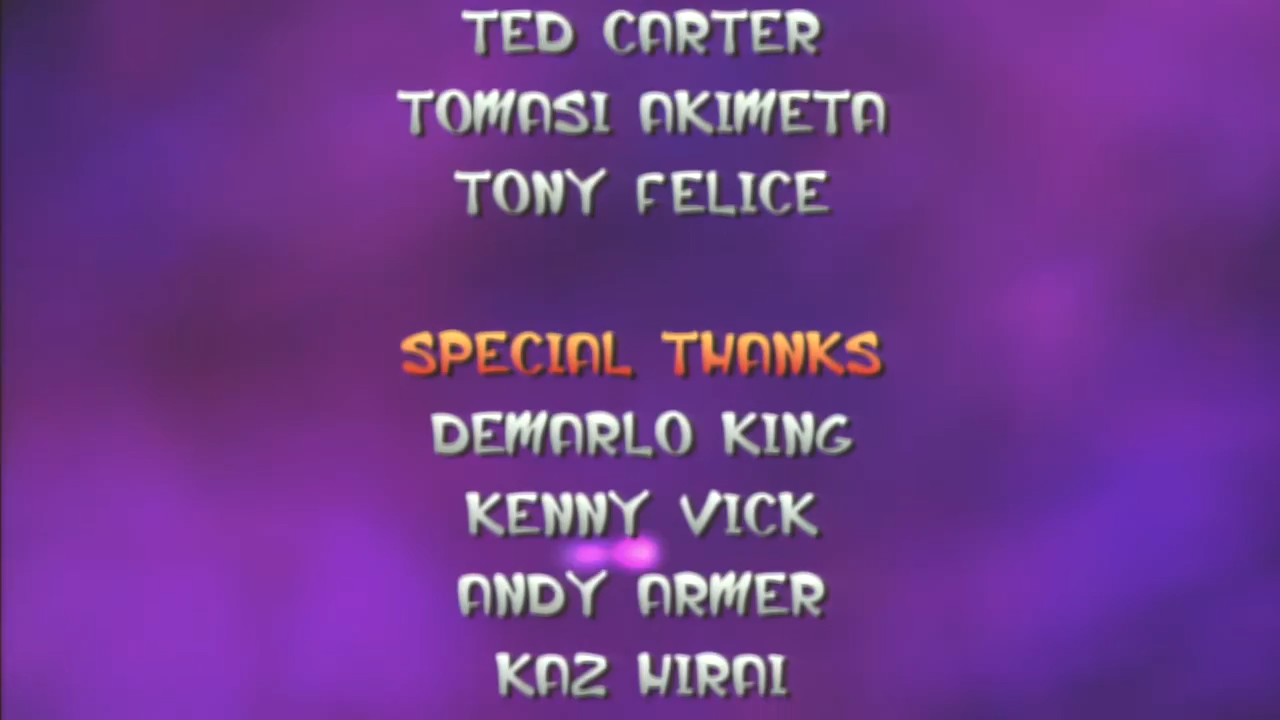 TED CARTER
TOMASI AKIMETA
TONY FELICE
SPECIAL THANKS
DEMARLO KING
KENNY VICK
ANDY ARMER
KAZ HIRAI